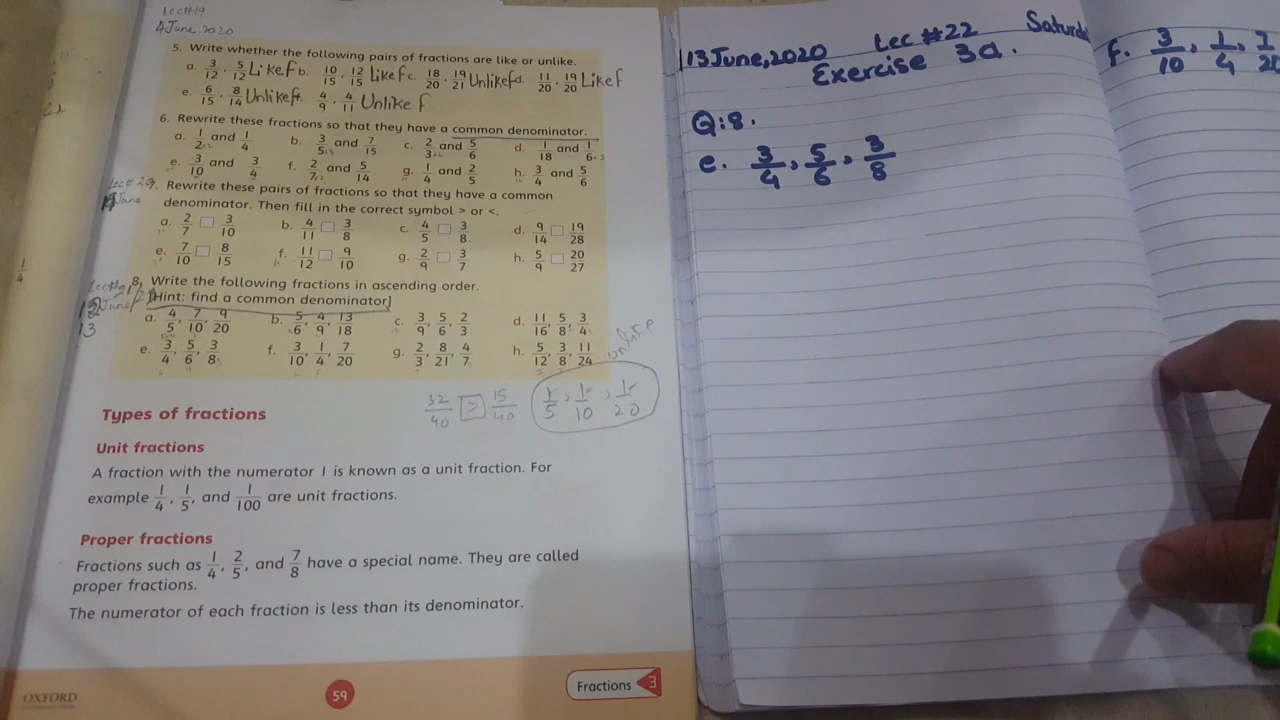 Lec#19
4 June, 2020
5. Write whether the following pairs of fractions are like or unlike.
a. 3/12, 5/12 Like f b. 10/15, 12/15 Like f c. 18/20, 19/21 Unlike f d. 11/20, 19/20 Like f
e. 6/15, 8/14 Unlike f f. 4/9, 4/11 Unlike f
6. Rewrite these fractions so that they have a common denominator.
a. 1/2 and 1/4 b. 3/5 and 7/15 c. 2/3 and 5/6 d. 1/18 and 1/6
e. 3/10 and 3/4 f. 2/7 and 5/14 g. 1/4 and 2/5 h. 3/4 and 5/6
Lec# 20
June
7. Rewrite these pairs of fractions so that they have a common
denominator. Then fill in the correct symbol > or <.
a. 2/7 □ 3/10 b. 4/11 □ 3/8 c. 4/5 □ 3/8 d. 9/14 □ 19/28
e. 7/10 □ 8/15 f. 11/12 □ 9/10 g. 2/9 □ 3/7 h. 5/9 □ 20/27
Lec# 21
8. Write the following fractions in ascending order.
12 June
[Hint: find a common denominator]
13
a. 4/5, 7/10, 9/20 b. 5/6, 4/9, 13/18 c. 3/9, 5/6, 2/3 d. 11/16, 5/8, 3/4
e. 3/4, 5/6, 3/8 f. 3/10, 1/4, 7/20 g. 2/3, 8/21, 4/7 h. 5/12, 3/8, 11/24
unlike
32/40 > 15/40 1/5, 1/10, 1/20
Types of fractions
Unit fractions
A fraction with the numerator 1 is known as a unit fraction. For
example 1/4, 1/5, and 1/100 are unit fractions.
Proper fractions
Fractions such as 1/4, 2/5, and 7/8 have a special name. They are called
proper fractions.
The numerator of each fraction is less than its denominator.
OXFORD
59
Fractions 3
13 June, 2020 Lec #22
Exercise 3a.
Q:8.
e. 3/4, 5/6, 3/8
f. 3/10, 1/4, 7/20